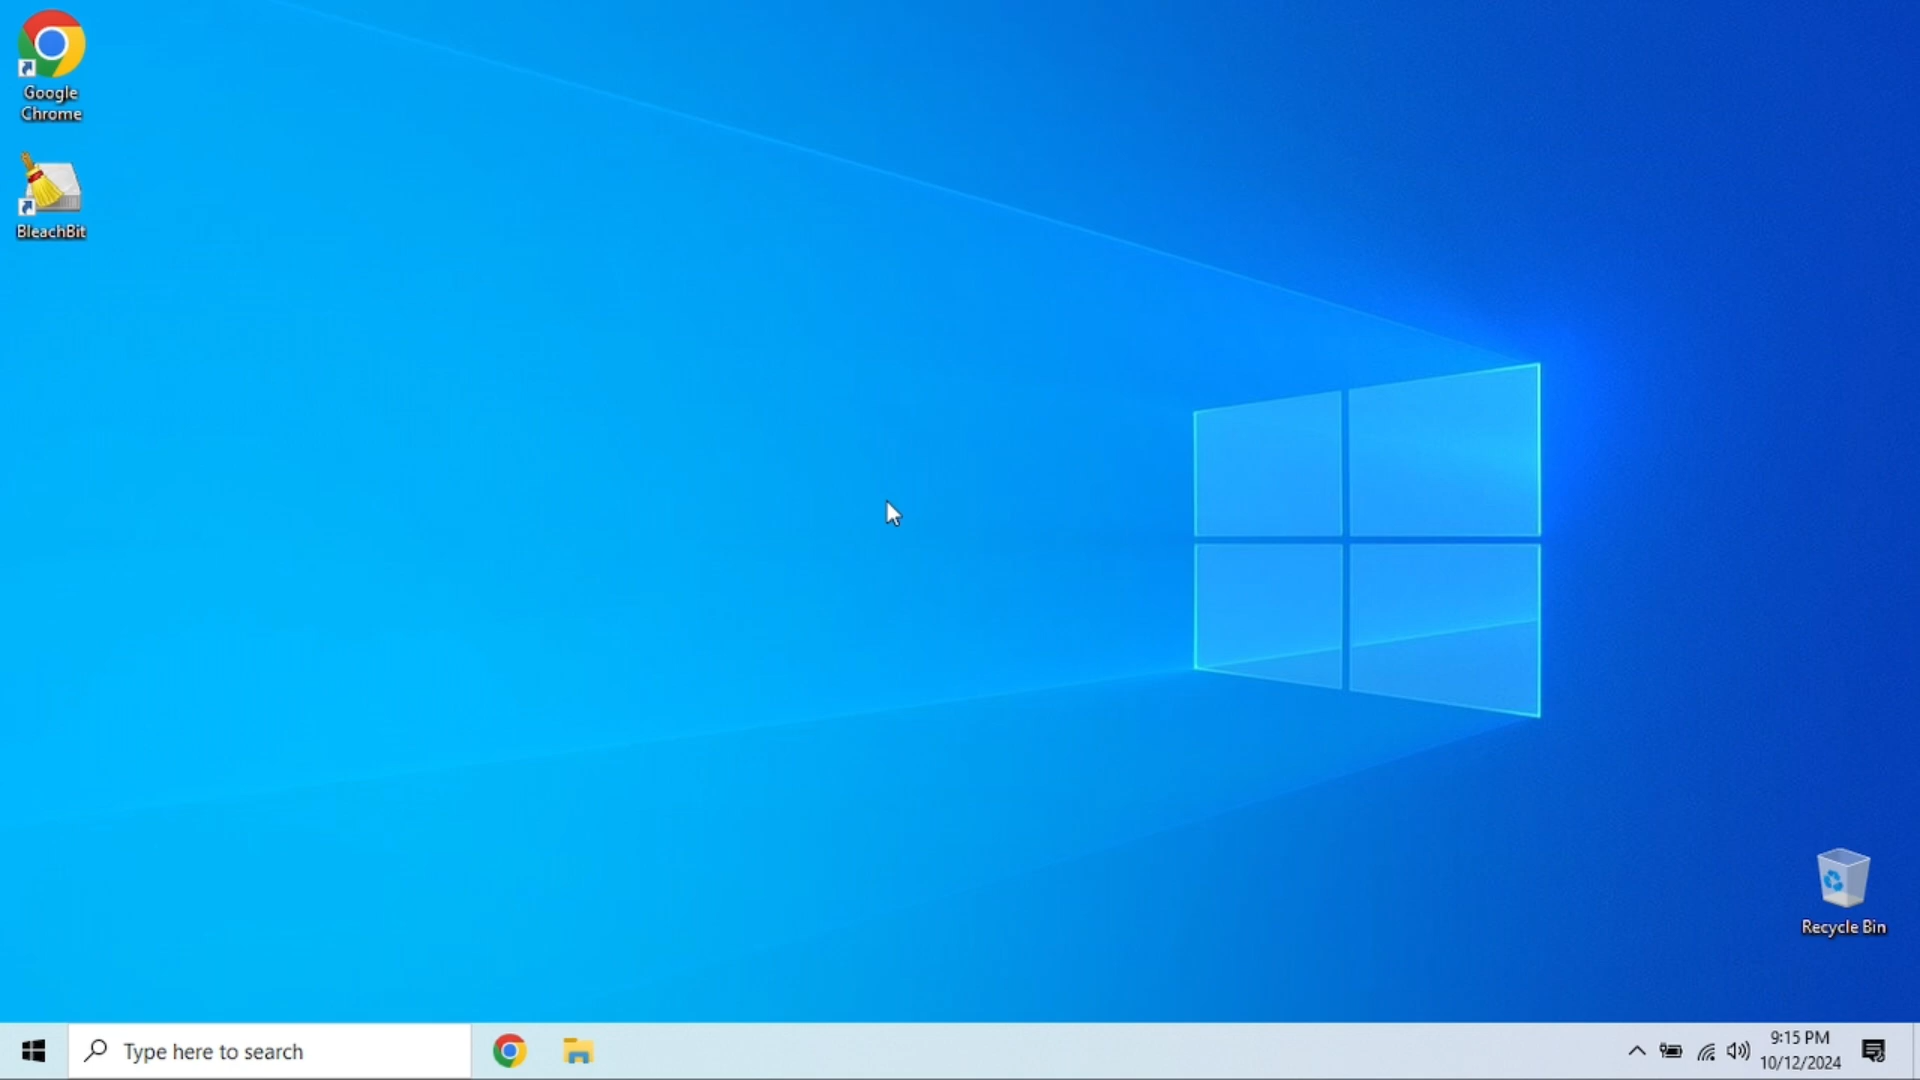 Google
Chrome
BleachBit
Recycle Bin
Type here to search
9:15 PM
10/12/2024